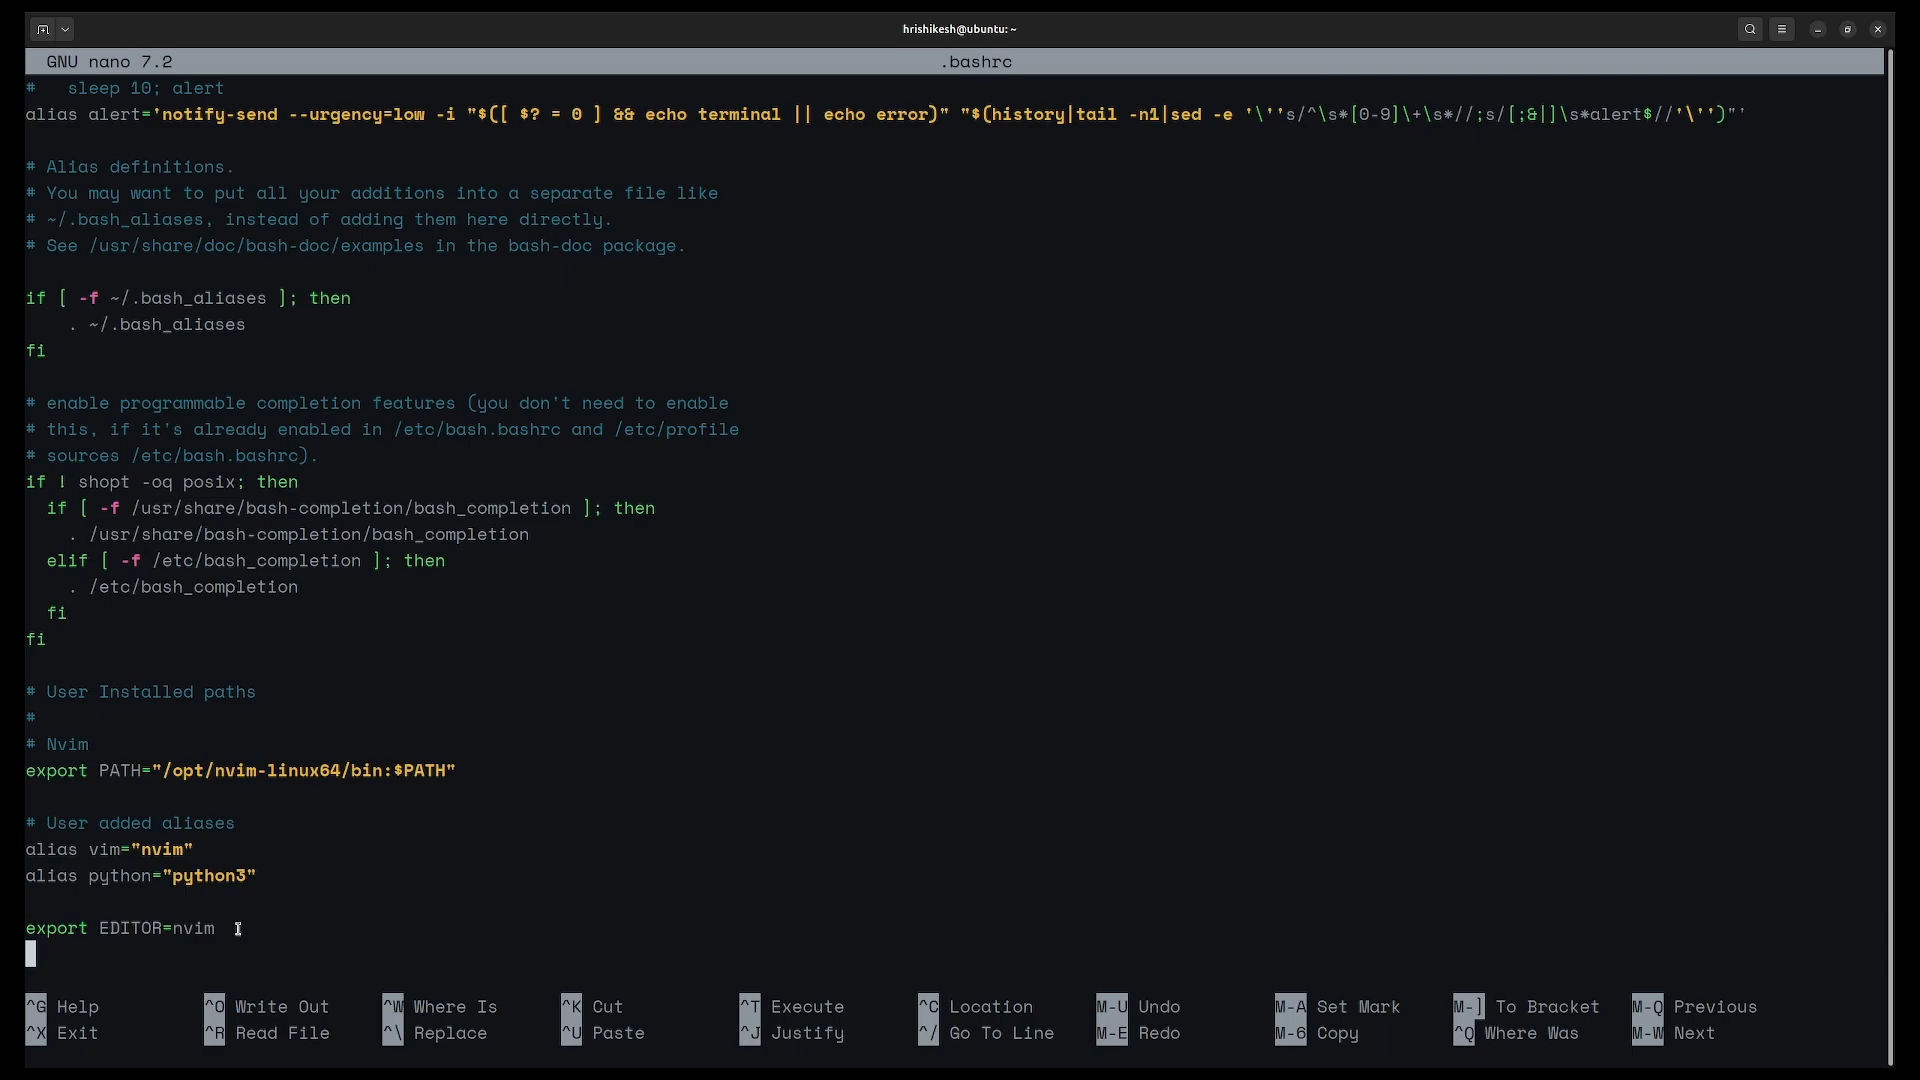 hrishikesh@ubuntu: ~
GNU nano 7.2 .bashrc
#   sleep 10; alert
alias alert='notify-send --urgency=low -i "$([ $? = 0 ] && echo terminal || echo error)" "$(history|tail -n1|sed -e '\''s/^\s*[0-9]\+\s*//;s/[;&|]\s*alert$//'\'')"'
# Alias definitions.
# You may want to put all your additions into a separate file like
# ~/.bash_aliases, instead of adding them here directly.
# See /usr/share/doc/bash-doc/examples in the bash-doc package.
if [ -f ~/.bash_aliases ]; then
    . ~/.bash_aliases
fi
# enable programmable completion features (you don't need to enable
# this, if it's already enabled in /etc/bash.bashrc and /etc/profile
# sources /etc/bash.bashrc).
if ! shopt -oq posix; then
  if [ -f /usr/share/bash-completion/bash_completion ]; then
    . /usr/share/bash-completion/bash_completion
  elif [ -f /etc/bash_completion ]; then
    . /etc/bash_completion
  fi
fi
# User Installed paths
#
# Nvim
export PATH="/opt/nvim-linux64/bin:$PATH"
# User added aliases
alias vim="nvim"
alias python="python3"
export EDITOR=nvim
^G Help ^O Write Out ^W Where Is ^K Cut ^T Execute ^C Location M-U Undo M-A Set Mark M-] To Bracket M-Q Previous
^X Exit ^R Read File ^\ Replace ^U Paste ^J Justify ^/ Go To Line M-E Redo M-6 Copy ^Q Where Was M-W Next